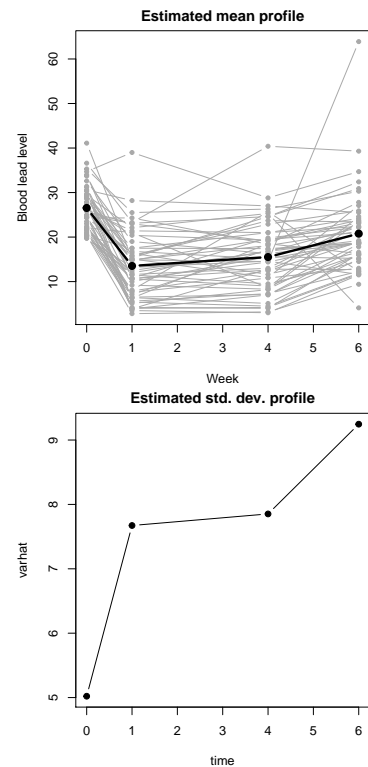 Estimated mean profile
Blood lead level
60
50
40
30
20
10
0 1 2 3 4 5 6
Week
Estimated std. dev. profile
varhat
9
8
7
6
5
0 1 2 3 4 5 6
time